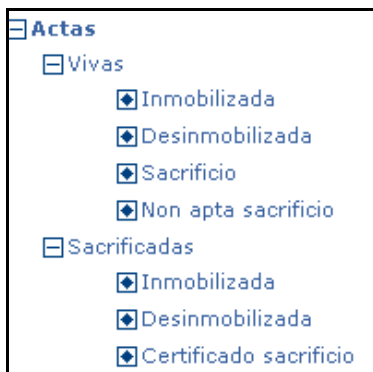 Actas
Vivas
Inmobilizada
Desinmobilizada
Sacrificio
Non apta sacrificio
Sacrificadas
Inmobilizada
Desinmobilizada
Certificado sacrificio